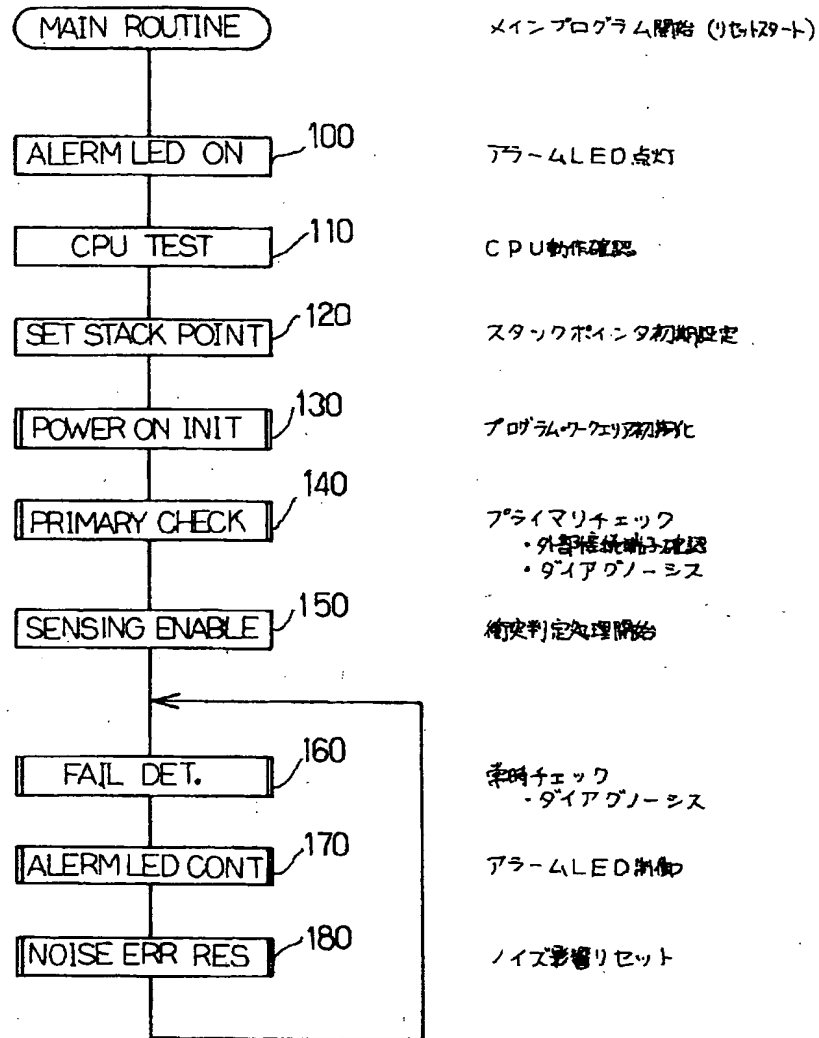 MAIN ROUTINE メインプログラム開始 (リセットスタート)
ALERM LED ON 100 アラームLED点灯
CPU TEST 110 CPU動作確認
SET STACK POINT 120 スタックポインタ初期設定
POWER ON INIT 130 プログラム・ワークエリア初期化
PRIMARY CHECK 140 プライマリチェック
・外部接続端子確認
・ダイアグノーシス
SENSING ENABLE 150 衝突判定処理開始
FAIL DET. 160 常時チェック
・ダイアグノーシス
ALERM LED CONT 170 アラームLED制御
NOISE ERR RES 180 ノイズ影響リセット